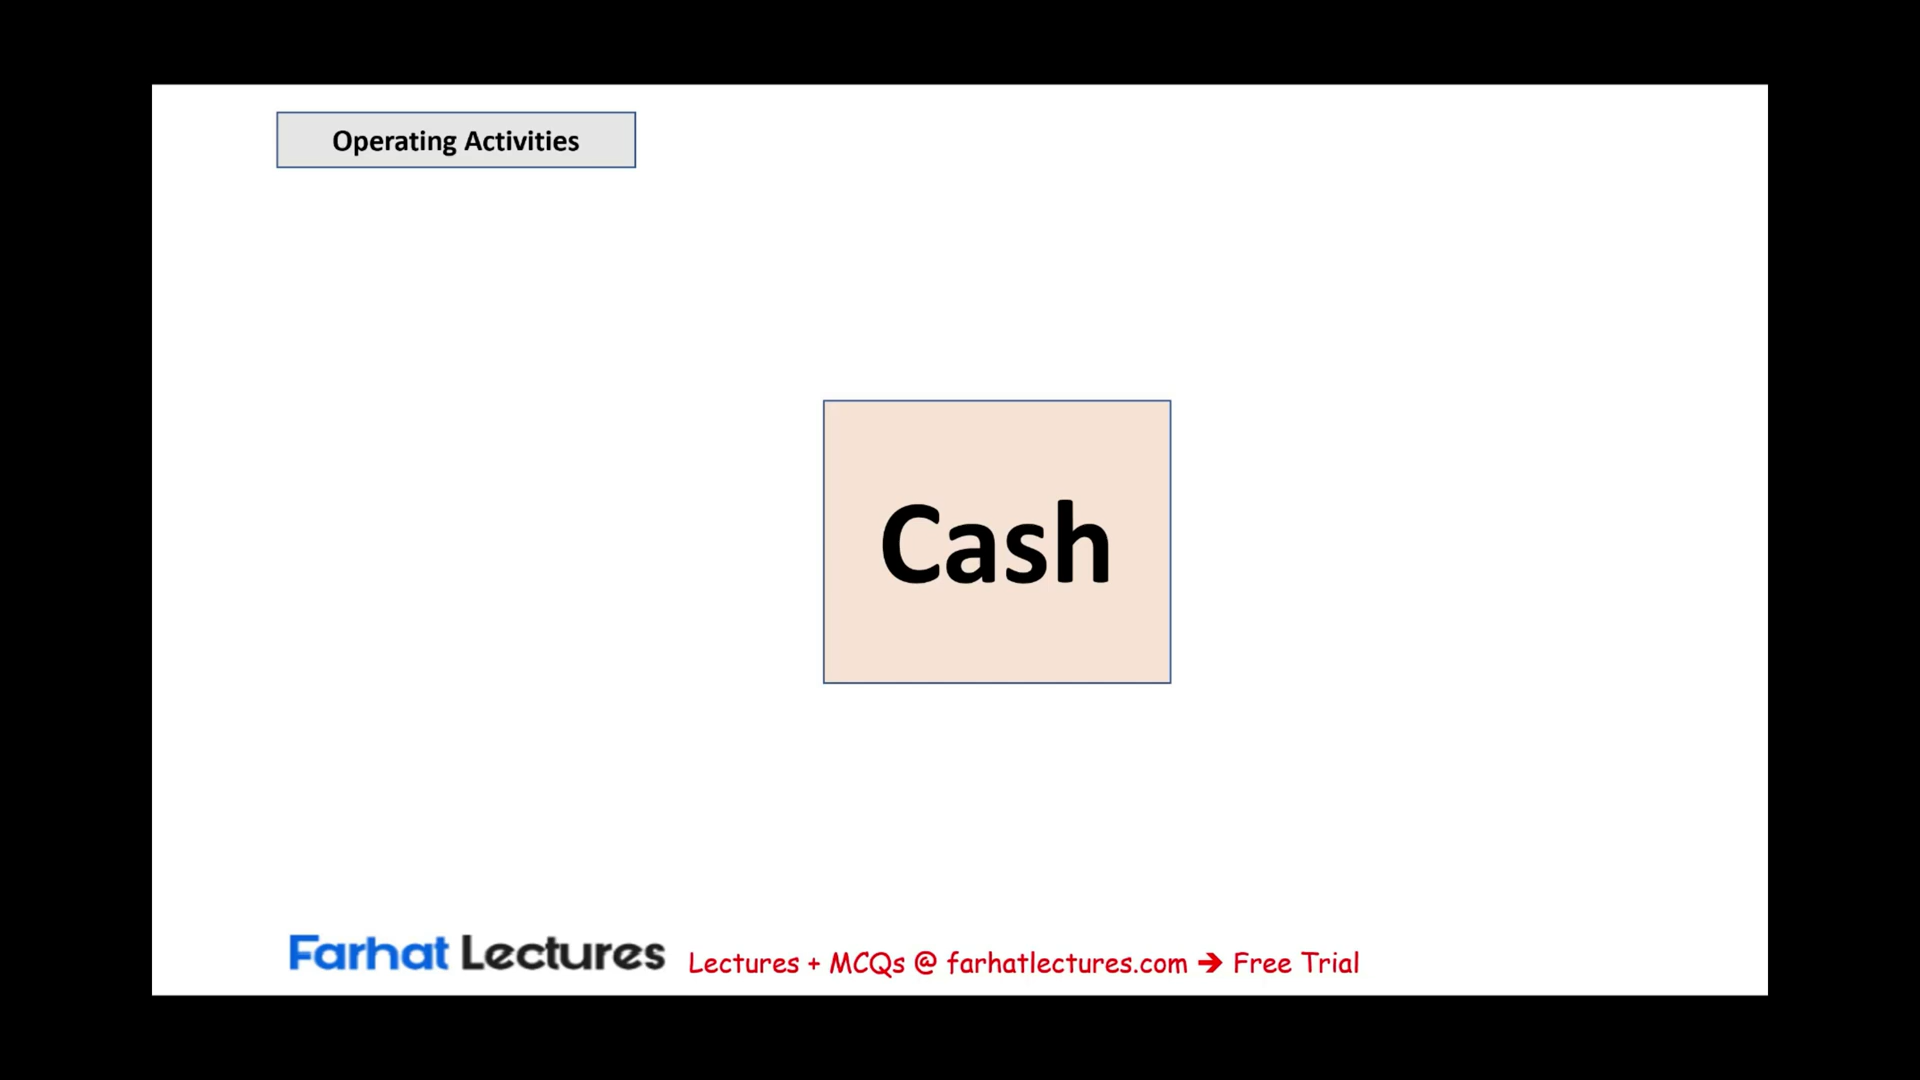 Operating Activities
Cash
Farhat Lectures
Lectures + MCQs @ farhatlectures.com → Free Trial